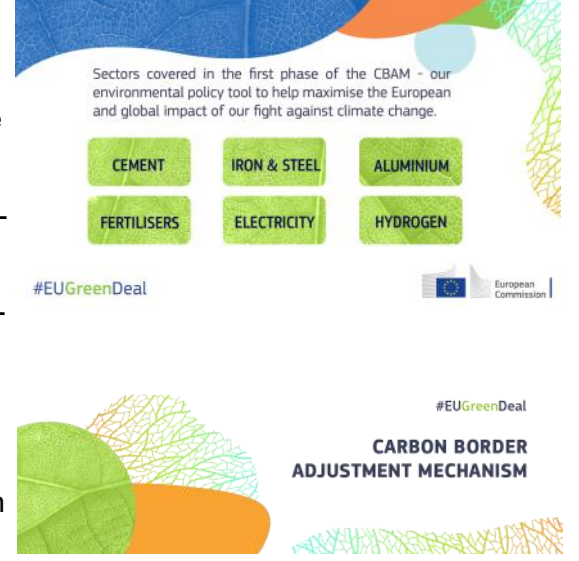 Sectors covered in the first phase of the CBAM - our
environmental policy tool to help maximise the European
and global impact of our fight against climate change.
CEMENT
IRON & STEEL
ALUMINIUM
FERTILISERS
ELECTRICITY
HYDROGEN
#EUGreenDeal
European
Commission
#EUGreenDeal
CARBON BORDER
ADJUSTMENT MECHANISM